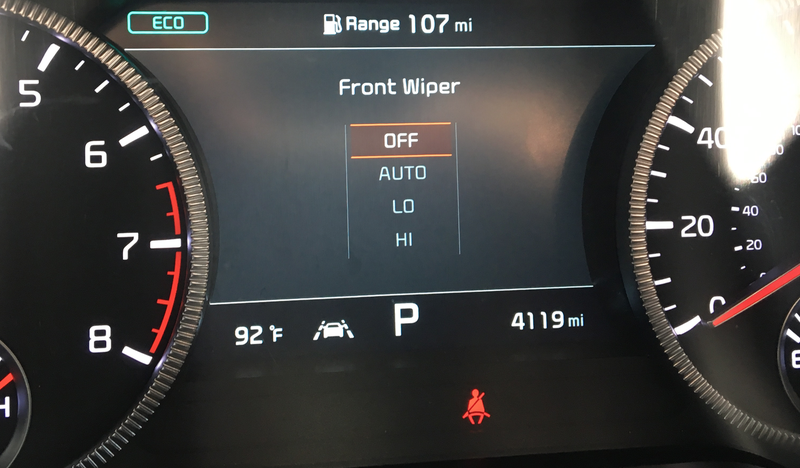 ECO
Range 107 mi
Front Wiper
OFF
AUTO
LO
HI
92°F
P
4119 mi
5
6
7
8
H
40
20
0
60
40
20
E